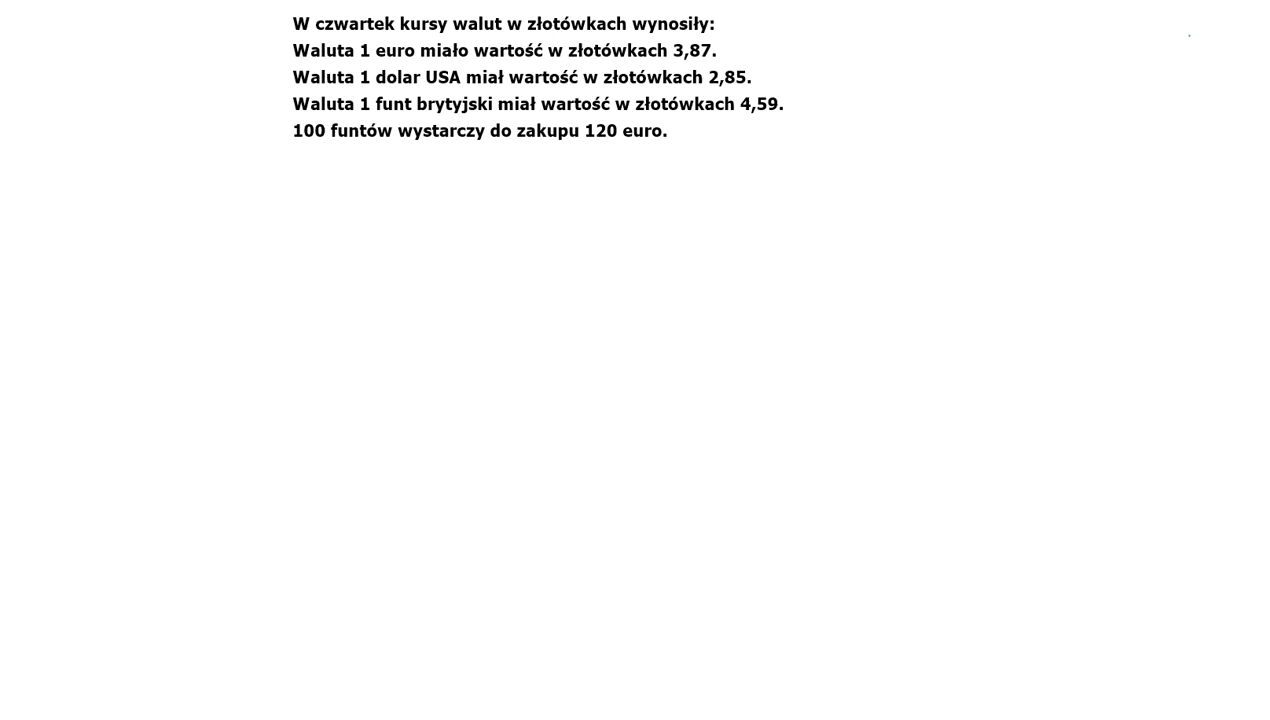 W czwartek kursy walut w złotówkach wynosiły:
Waluta 1 euro miało wartość w złotówkach 3,87.
Waluta 1 dolar USA miał wartość w złotówkach 2,85.
Waluta 1 funt brytyjski miał wartość w złotówkach 4,59.
100 funtów wystarczy do zakupu 120 euro.